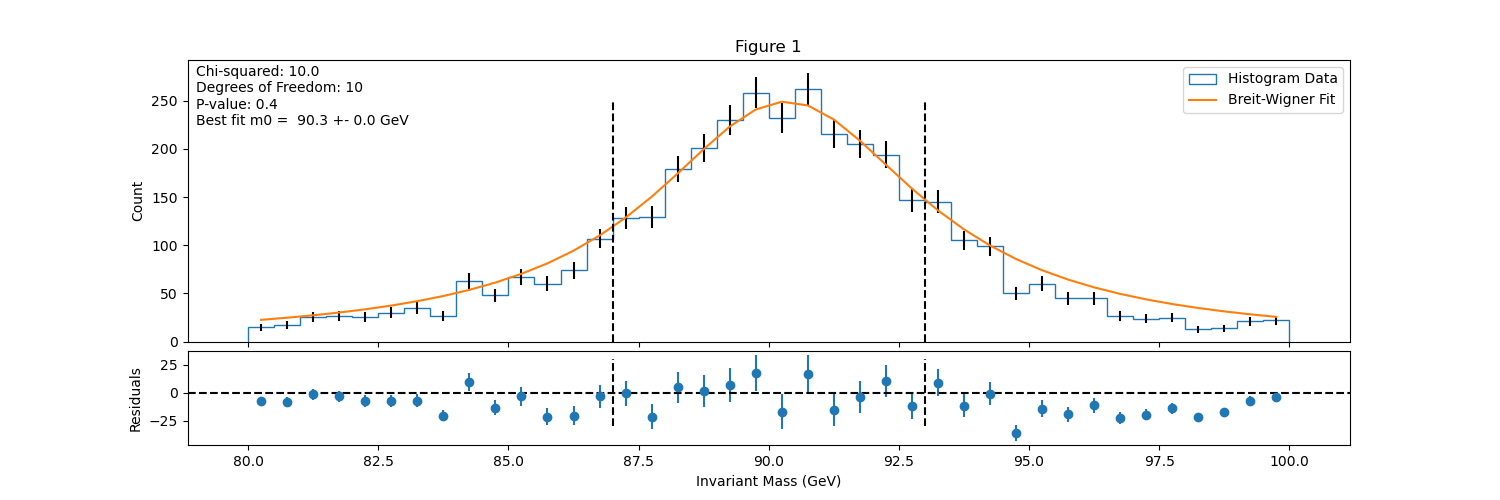 Figure 1
Chi-squared: 10.0
Degrees of Freedom: 10
P-value: 0.4
Best fit m0 =  90.3 +- 0.0 GeV
Histogram Data
Breit-Wigner Fit
Count
250
200
150
100
50
0
Residuals
25
0
−25
80.0 82.5 85.0 87.5 90.0 92.5 95.0 97.5 100.0
Invariant Mass (GeV)